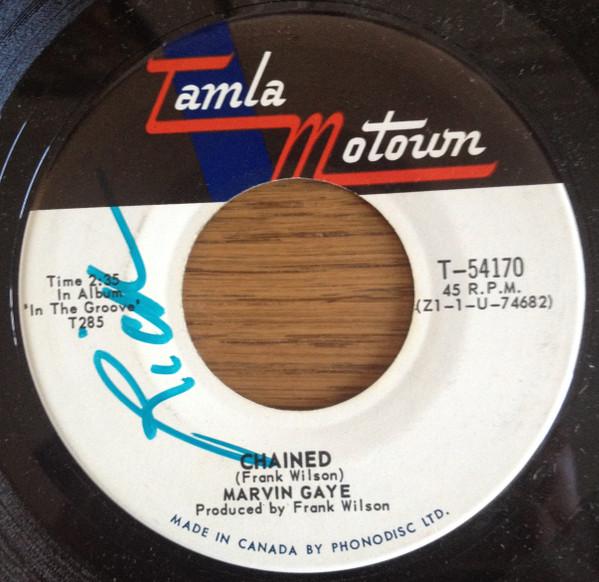 Tamla
Motown
Rick
Time 2:35
In Album
"In The Groove"
T285
T-54170
45 R.P.M.
(Z1-1-U-74682)
CHAINED
(Frank Wilson)
MARVIN GAYE
Produced by Frank Wilson
MADE IN CANADA BY PHONODISC LTD.